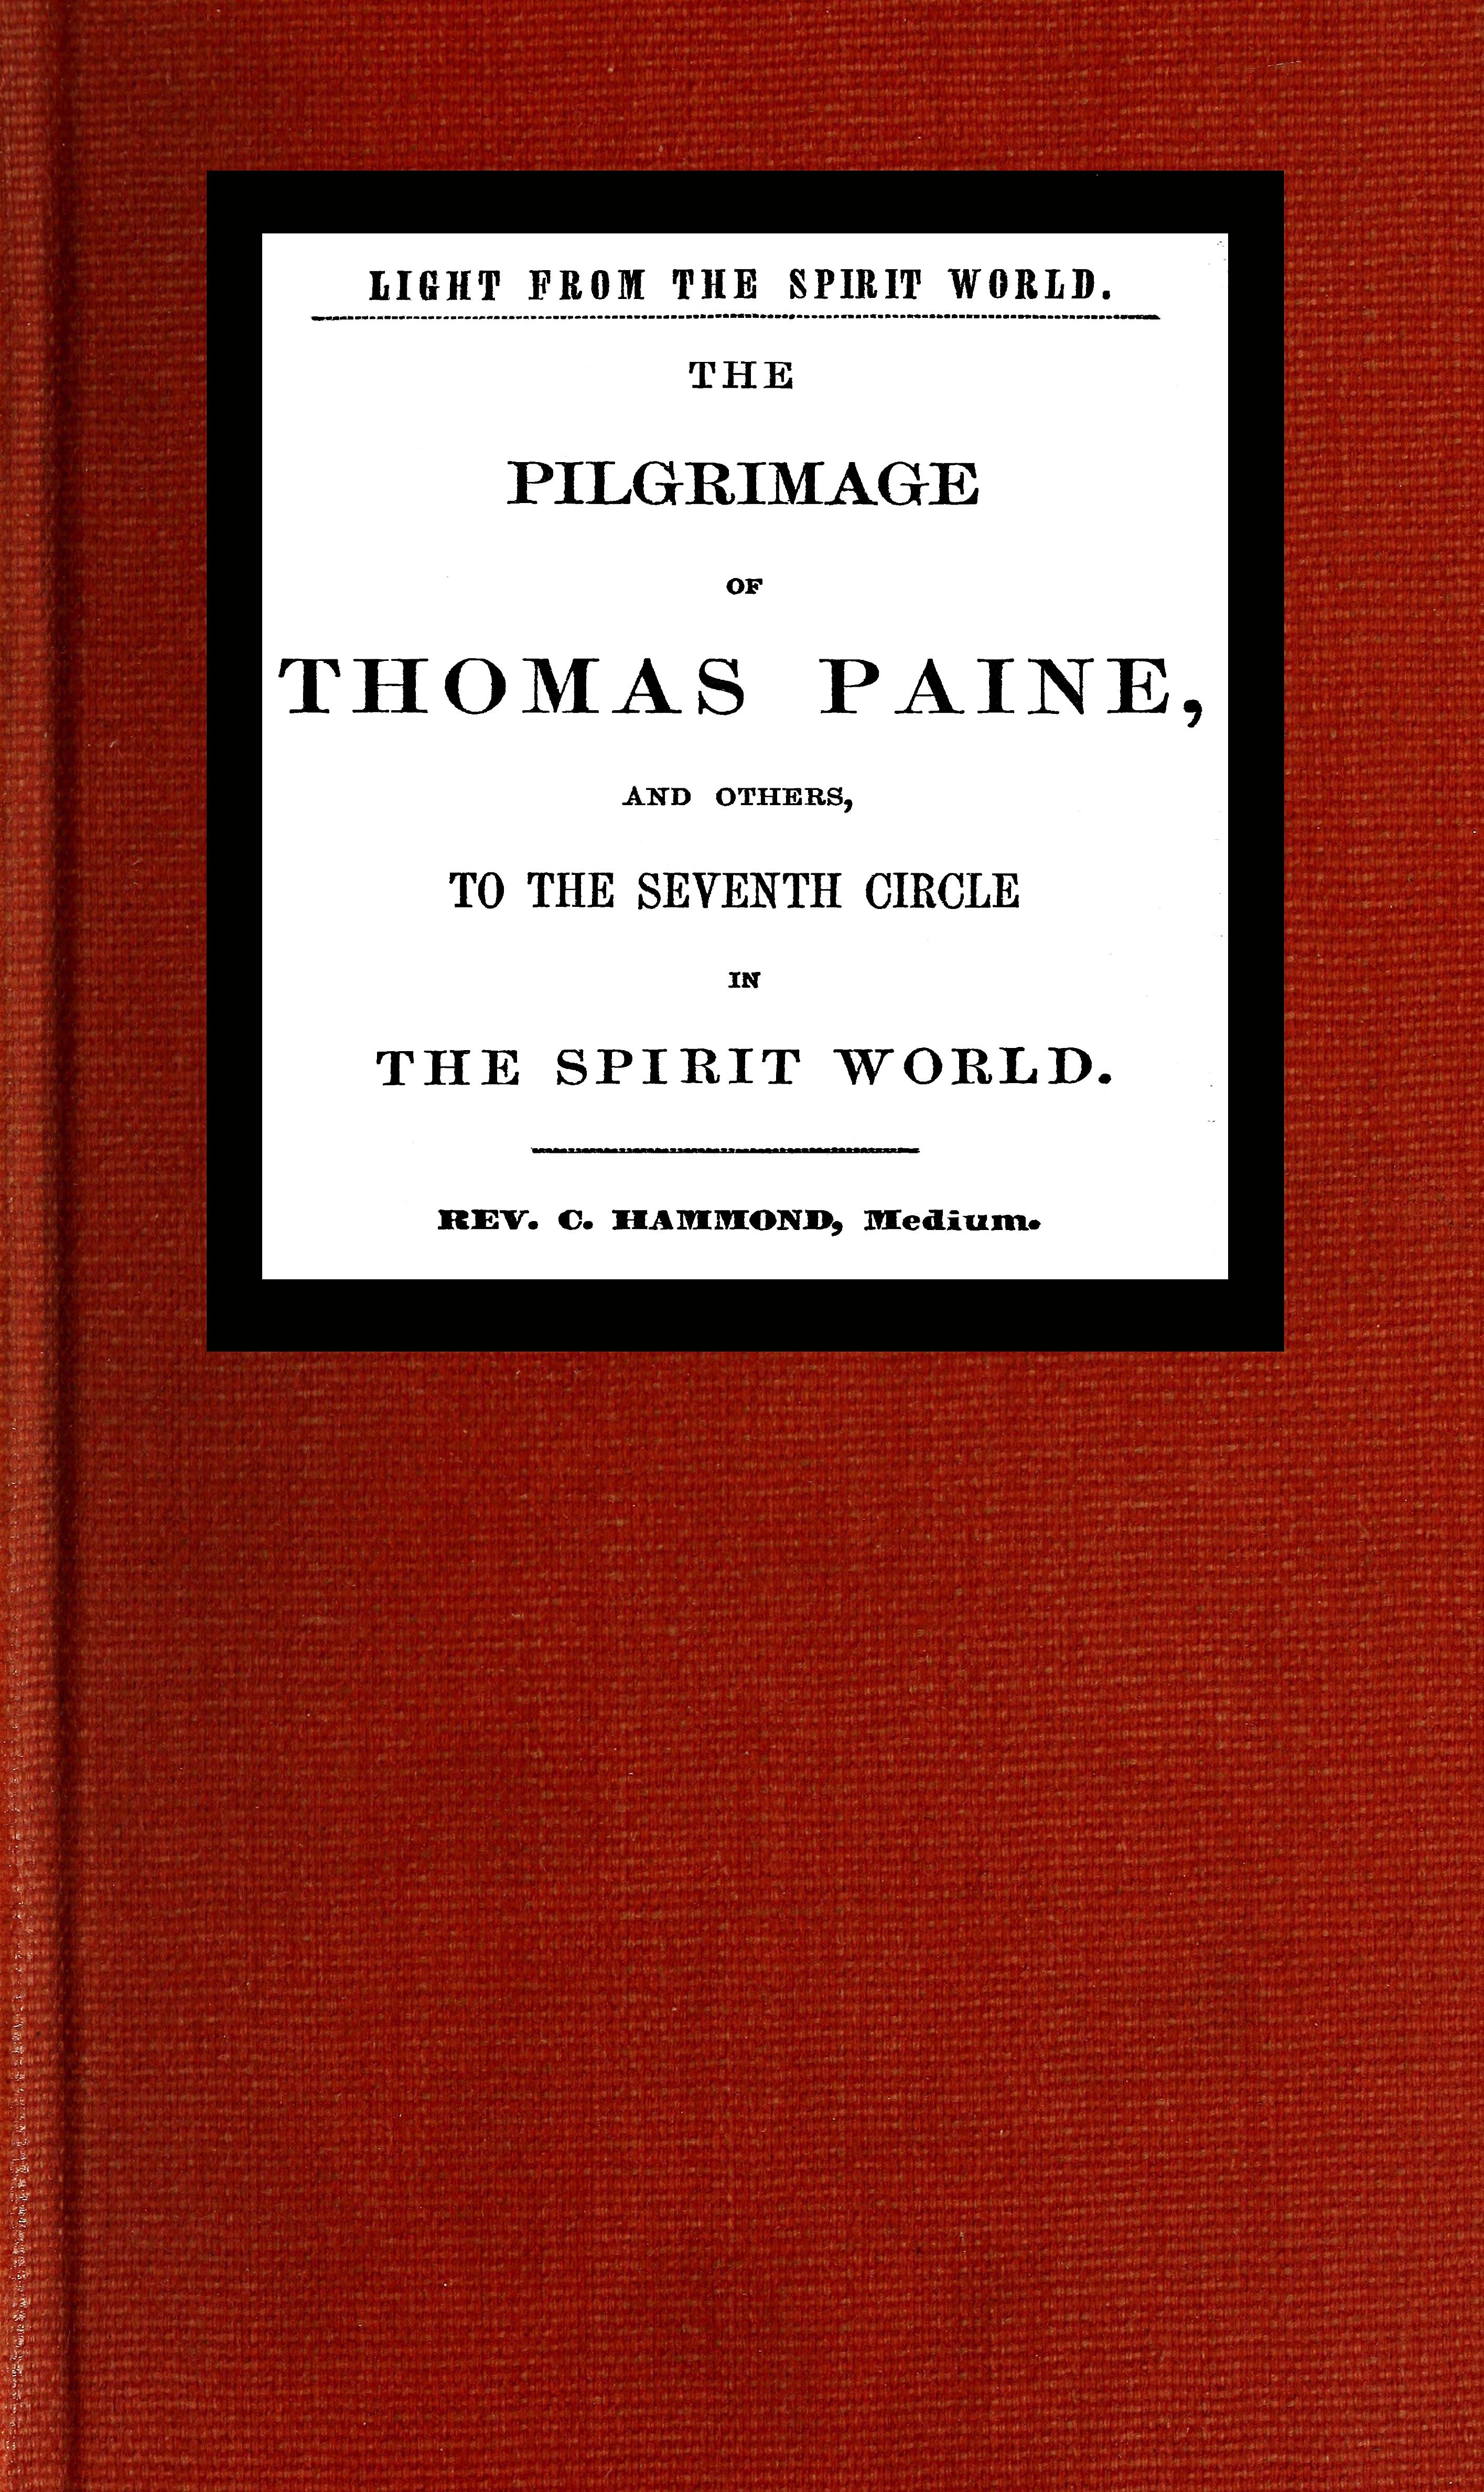 LIGHT FROM THE SPIRIT WORLD.
THE
PILGRIMAGE
OF
THOMAS PAINE,
AND OTHERS,
TO THE SEVENTH CIRCLE
IN
THE SPIRIT WORLD.
REV. C. HAMMOND, Medium.